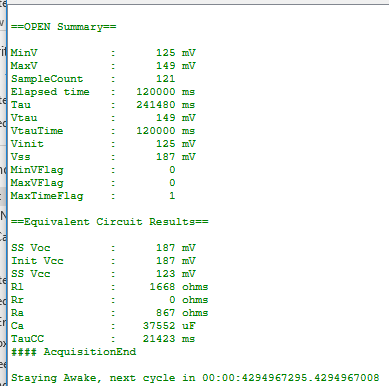 ==OPEN Summary==
MinV : 125 mV
MaxV : 149 mV
SampleCount : 121
Elapsed time : 120000 ms
Tau : 241480 ms
Vtau : 149 mV
VtauTime : 120000 ms
Vinit : 125 mV
Vss : 187 mV
MinVFlag : 0
MaxVFlag : 0
MaxTimeFlag : 1
==Equivalent Circuit Results==
SS Voc : 187 mV
Init Vcc : 187 mV
SS Vcc : 123 mV
Rl : 1668 ohms
Rr : 0 ohms
Ra : 867 ohms
Ca : 37552 uF
TauCC : 21423 ms
#### AcquisitionEnd
Staying Awake, next cycle in 00:00:4294967295.4294967008